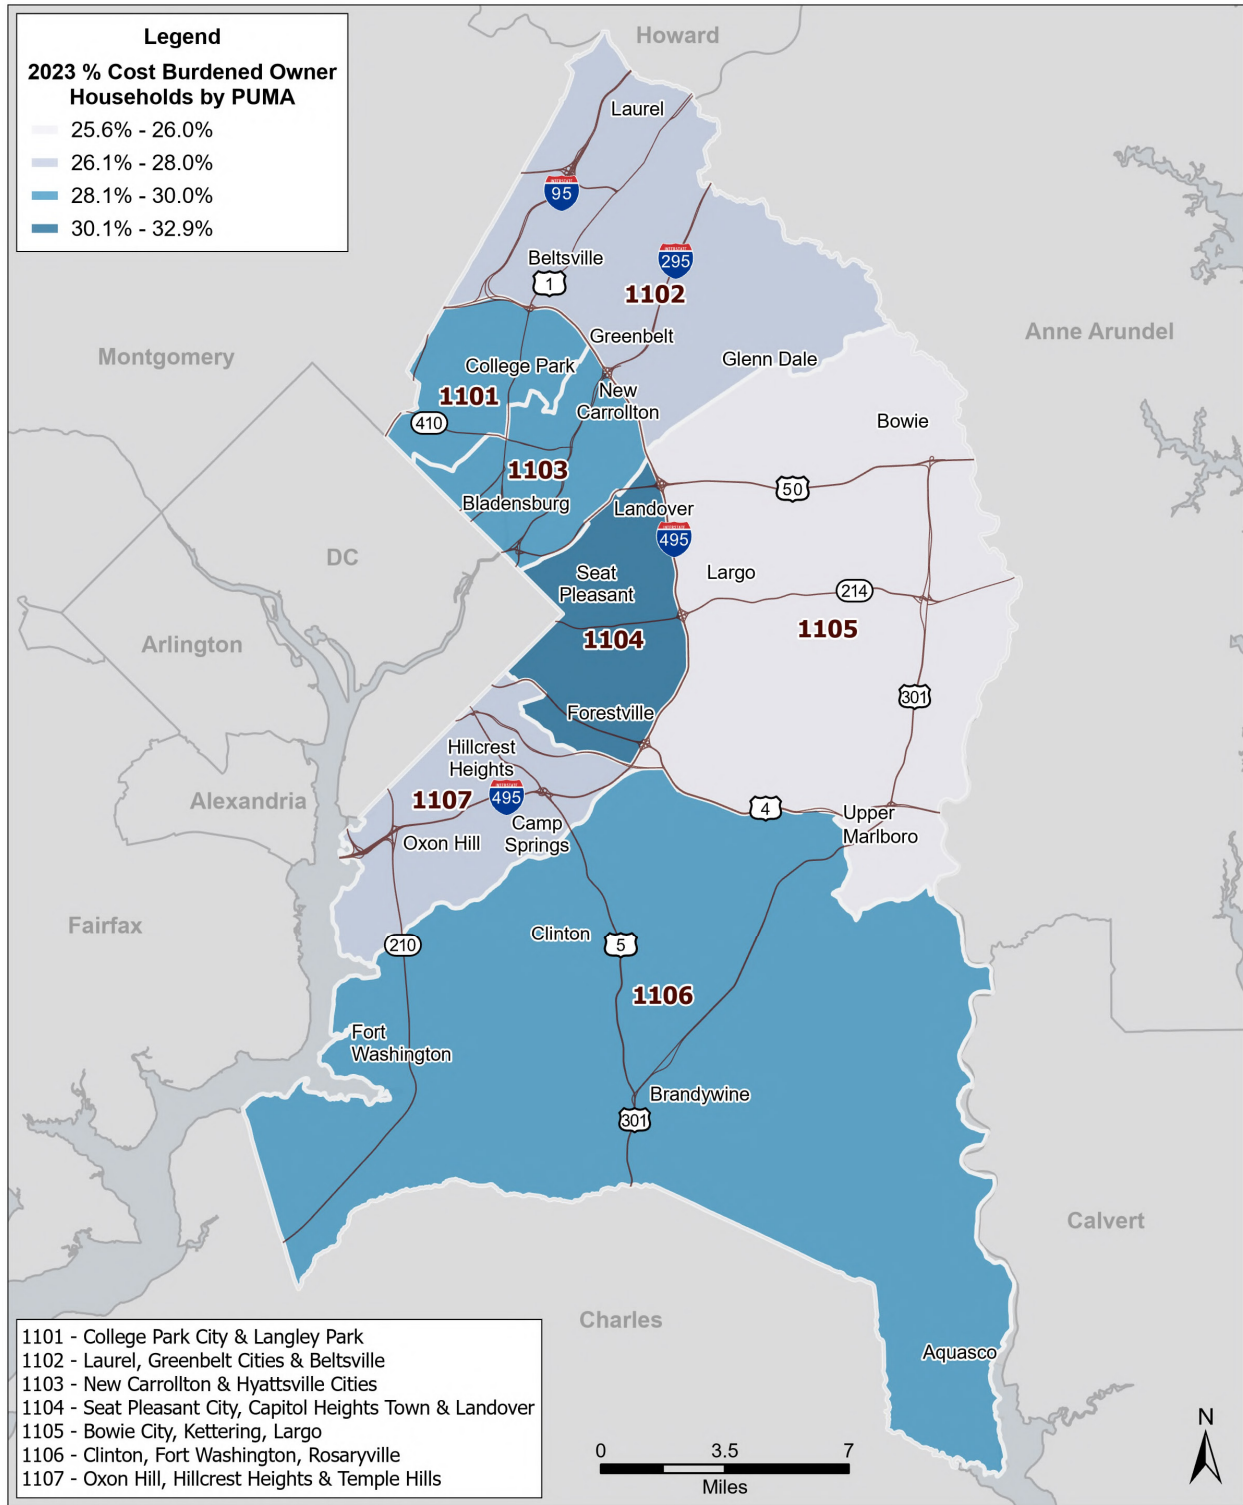 Legend
2023 % Cost Burdened Owner
Households by PUMA
25.6% - 26.0%
26.1% - 28.0%
28.1% - 30.0%
30.1% - 32.9%
Howard
Laurel
INTERSTATE
95
Beltsville
1
INTERSTATE
295
1102
Greenbelt
Glenn Dale
Anne Arundel
Montgomery
College Park
1101
410
New
Carrollton
Bowie
1103
Bladensburg
50
Landover
INTERSTATE
495
DC
Seat
Pleasant
Largo
214
1104
1105
Arlington
301
Forestville
Hillcrest
Heights
1107
INTERSTATE
495
Alexandria
Camp
Springs
Oxon Hill
4
Upper
Marlboro
Fairfax
210
Clinton
5
1106
Fort
Washington
Brandywine
301
Calvert
Charles
Aquasco
1101 - College Park City & Langley Park
1102 - Laurel, Greenbelt Cities & Beltsville
1103 - New Carrollton & Hyattsville Cities
1104 - Seat Pleasant City, Capitol Heights Town & Landover
1105 - Bowie City, Kettering, Largo
1106 - Clinton, Fort Washington, Rosaryville
1107 - Oxon Hill, Hillcrest Heights & Temple Hills
0 3.5 7
Miles
N